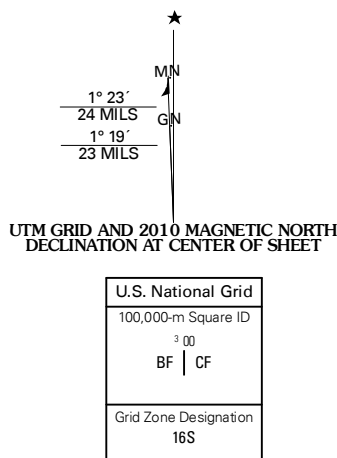 ★
MN
1° 23´
24 MILS
GN
1° 19´
23 MILS
UTM GRID AND 2010 MAGNETIC NORTH
DECLINATION AT CENTER OF SHEET
U.S. National Grid
100,000-m Square ID
3 00
BF | CF
Grid Zone Designation
16S